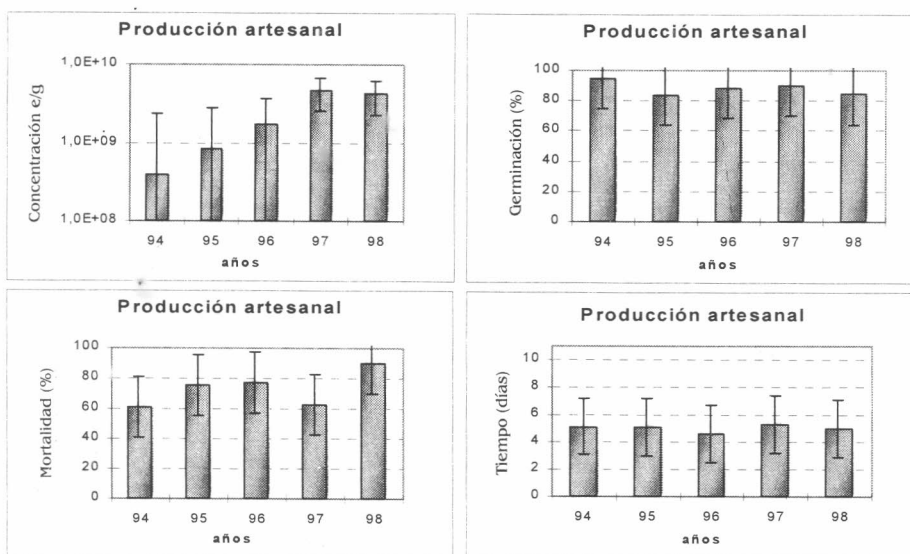 Producción artesanal
Concentración e/g
1,0E+10
1,0E+09
1,0E+08
94 95 96 97 98
años
Producción artesanal
Germinación (%)
100
80
60
40
20
0
94 95 96 97 98
años
Producción artesanal
Mortalidad (%)
100
80
60
40
20
0
94 95 96 97 98
años
Producción artesanal
Tiempo (días)
10
8
6
4
2
0
94 95 96 97 98
años